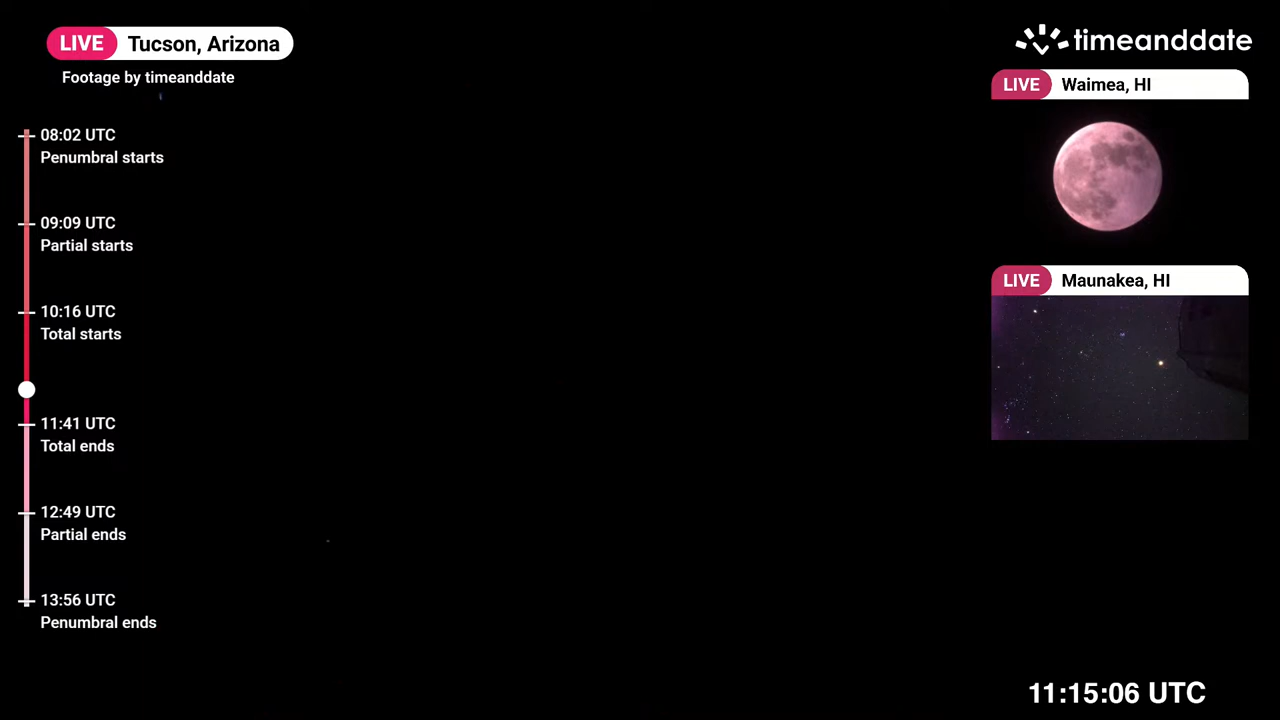 LIVE Tucson, Arizona
Footage by timeanddate
timeanddate
LIVE Waimea, HI
LIVE Maunakea, HI
08:02 UTC
Penumbral starts
09:09 UTC
Partial starts
10:16 UTC
Total starts
11:41 UTC
Total ends
12:49 UTC
Partial ends
13:56 UTC
Penumbral ends
11:15:06 UTC